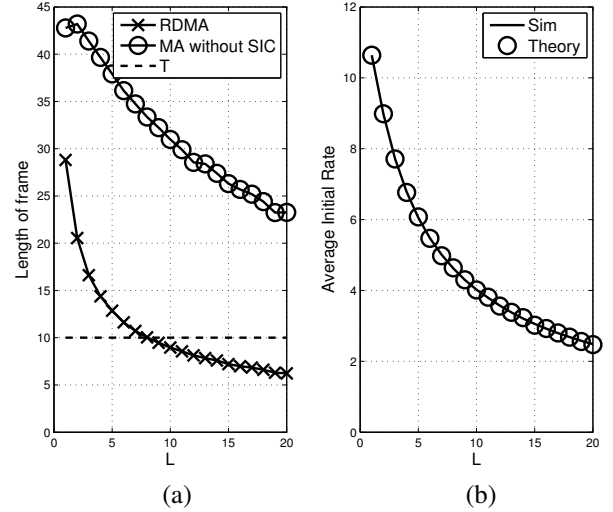 RDMA
MA without SIC
T
Length of frame
45
40
35
30
25
20
15
10
5
0
0 5 10 15 20
L
(a)
Sim
Theory
Average Initial Rate
12
10
8
6
4
2
0
0 5 10 15 20
L
(b)